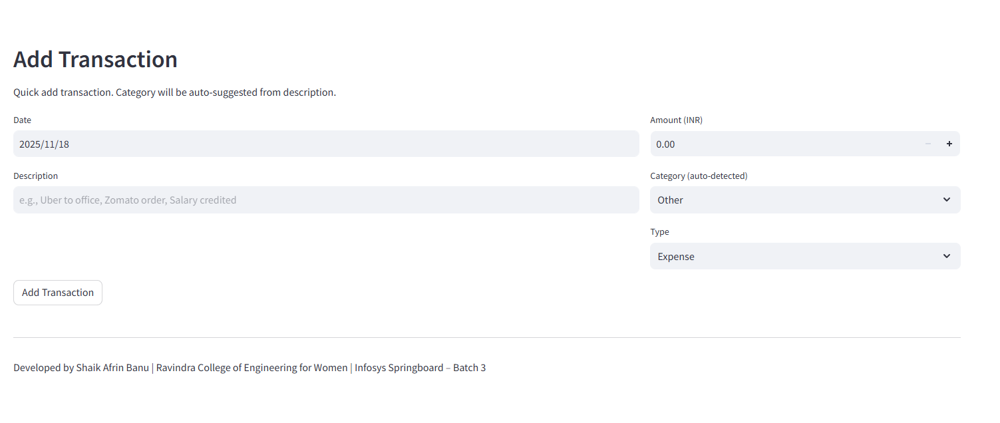 Add Transaction
Quick add transaction. Category will be auto-suggested from description.
Date
Amount (INR)
2025/11/18
0.00
Description
Category (auto-detected)
e.g., Uber to office, Zomato order, Salary credited
Other
Type
Expense
Add Transaction
Developed by Shaik Afrin Banu | Ravindra College of Engineering for Women | Infosys Springboard – Batch 3